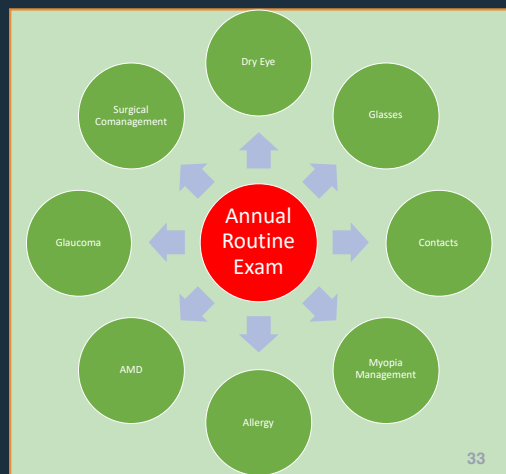 Dry Eye
Surgical
Comanagement
Glasses
Glaucoma
Annual
Routine
Exam
Contacts
AMD
Myopia
Management
Allergy
33